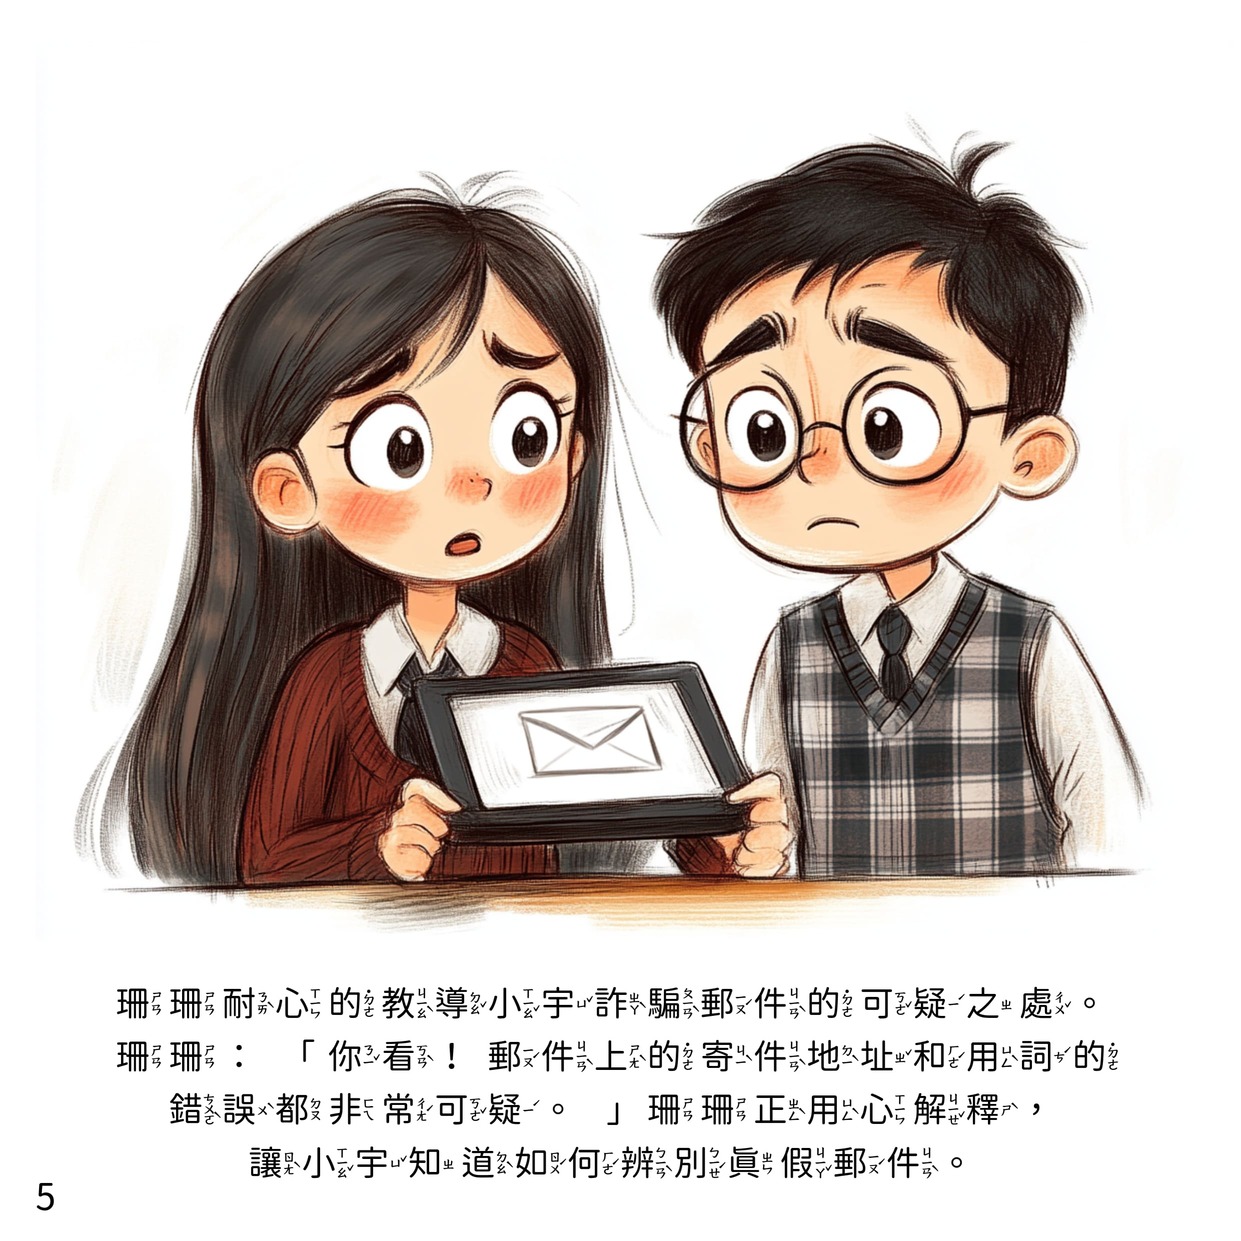 珊珊耐心的教導小宇詐騙郵件的可疑之處。
珊珊：「你看！郵件上的寄件地址和用詞的
錯誤都非常可疑。」珊珊正用心解釋，
讓小宇知道如何辨別真假郵件。
5